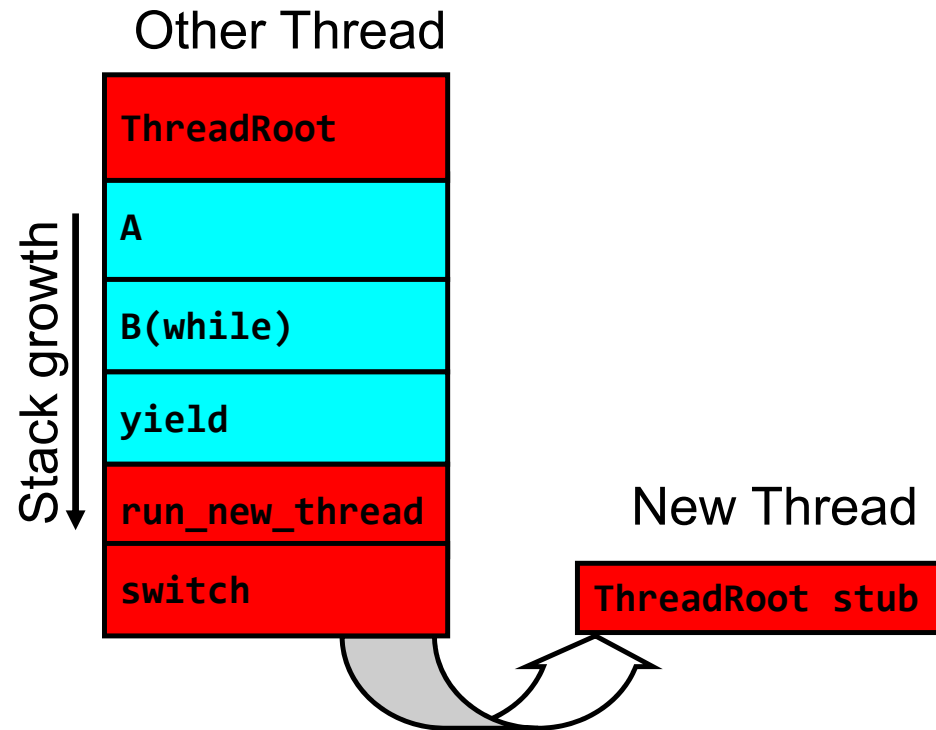 Other Thread
ThreadRoot
A
B(while)
yield
run_new_thread
switch
Stack growth
New Thread
ThreadRoot stub